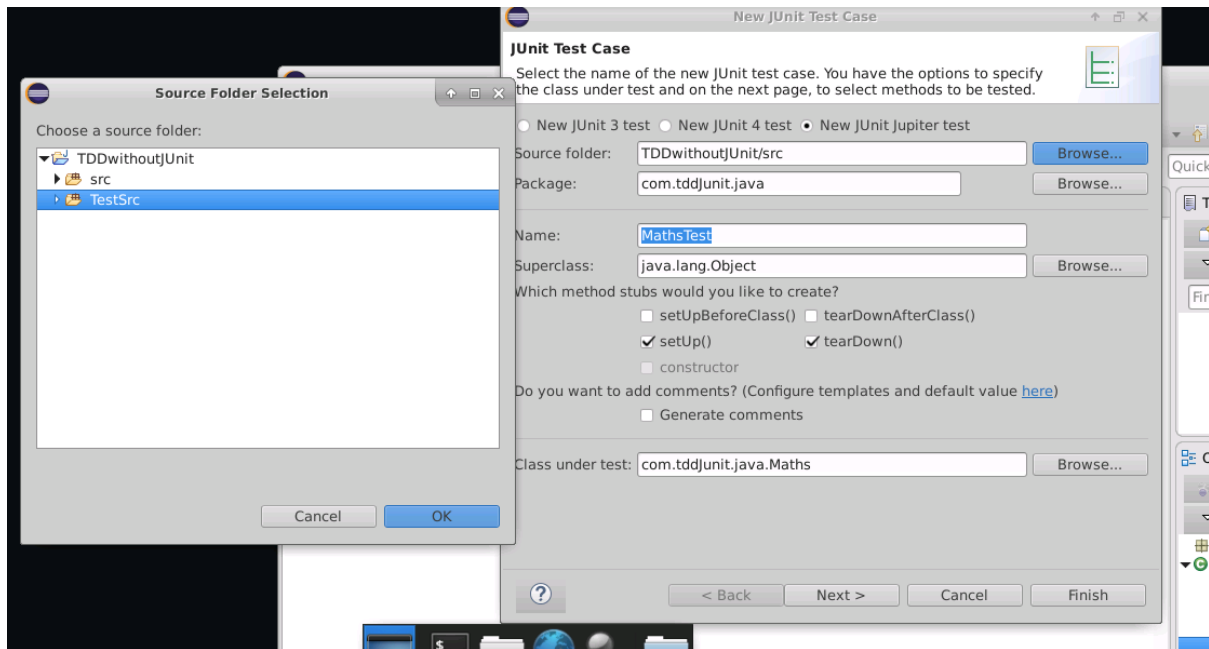 New JUnit Test Case
JUnit Test Case
Select the name of the new JUnit test case. You have the options to specify
the class under test and on the next page, to select methods to be tested.
Source Folder Selection
Choose a source folder:
TDDwithoutJUnit
src
TestSrc
Cancel
OK
New JUnit 3 test
New JUnit 4 test
New JUnit Jupiter test
Source folder:
TDDwithoutJUnit/src
Browse...
Package:
com.tddJunit.java
Browse...
Name:
MathsTest
Superclass:
java.lang.Object
Browse...
Which method stubs would you like to create?
setUpBeforeClass()
tearDownAfterClass()
setUp()
tearDown()
constructor
Do you want to add comments? (Configure templates and default value here)
Generate comments
Class under test:
com.tddJunit.java.Maths
Browse...
?
< Back
Next >
Cancel
Finish
Quick